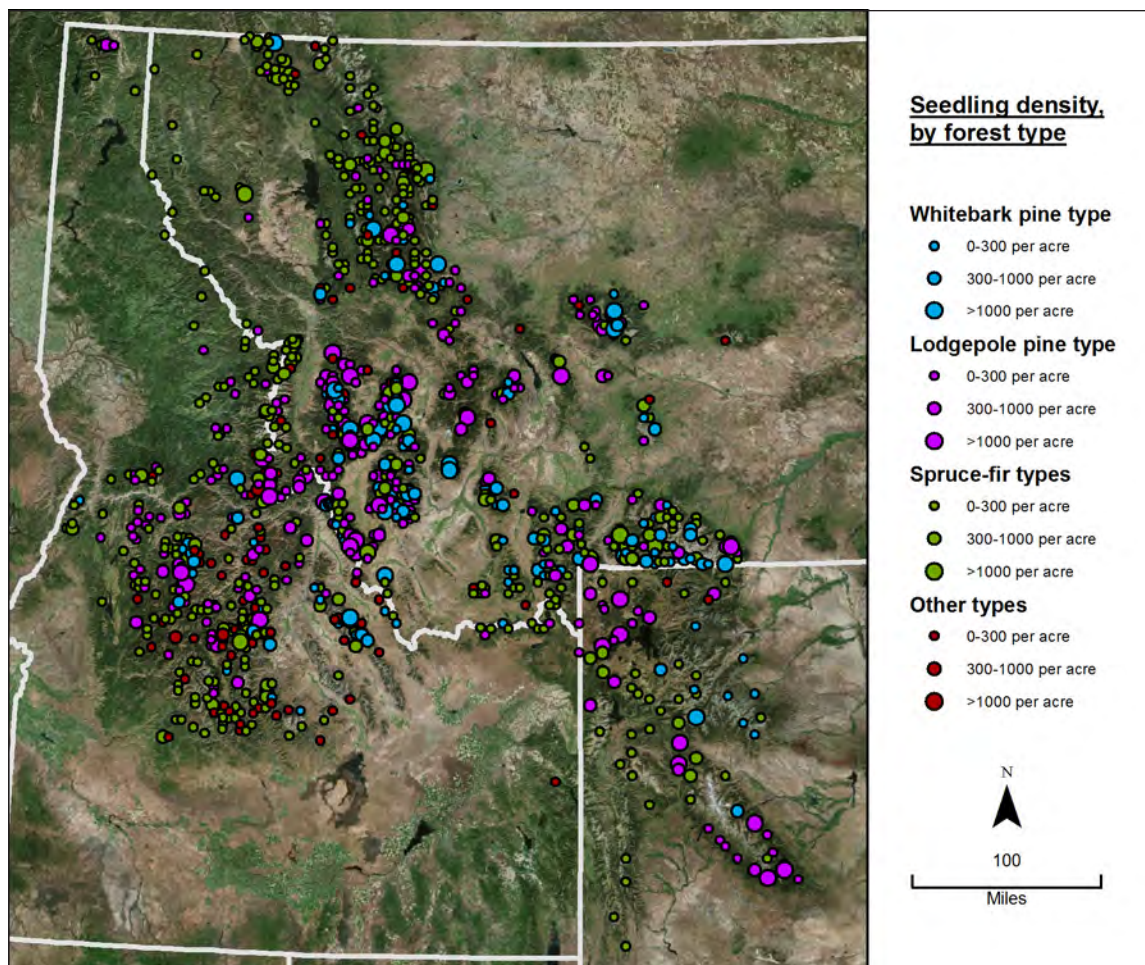 Seedling density,
by forest type
Whitebark pine type
0-300 per acre
300-1000 per acre
>1000 per acre
Lodgepole pine type
0-300 per acre
300-1000 per acre
>1000 per acre
Spruce-fir types
0-300 per acre
300-1000 per acre
>1000 per acre
Other types
0-300 per acre
300-1000 per acre
>1000 per acre
N
100
Miles